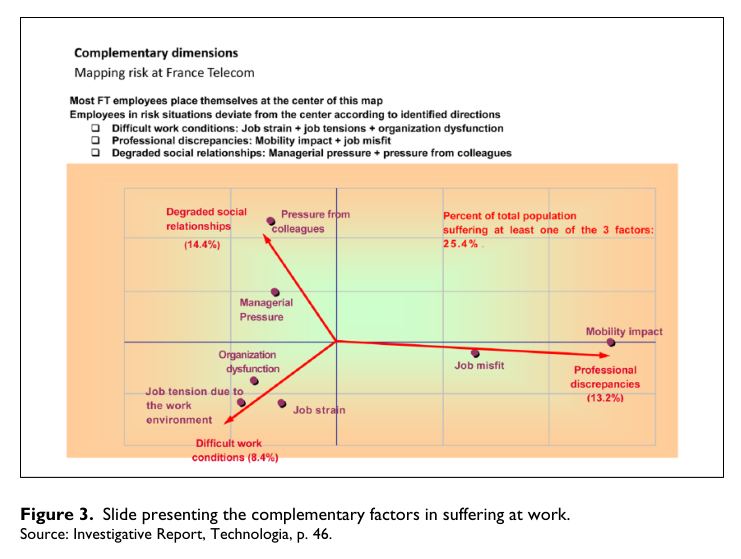 Complementary dimensions
Mapping risk at France Telecom
Most FT employees place themselves at the center of this map
Employees in risk situations deviate from the center according to identified directions
❑ Difficult work conditions: Job strain + job tensions + organization dysfunction
❑ Professional discrepancies: Mobility impact + job misfit
❑ Degraded social relationships: Managerial pressure + pressure from colleagues
Degraded social
relationships
(14.4%)
Pressure from
colleagues
Percent of total population
suffering at least one of the 3 factors:
25.4% .
Managerial
Pressure
Mobility impact
Organization
dysfunction
Job misfit
Professional
discrepancies
(13.2%)
Job tension due to
the work
environment
Job strain
Difficult work
conditions (8.4%)
Figure 3. Slide presenting the complementary factors in suffering at work.
Source: Investigative Report, Technologia, p. 46.